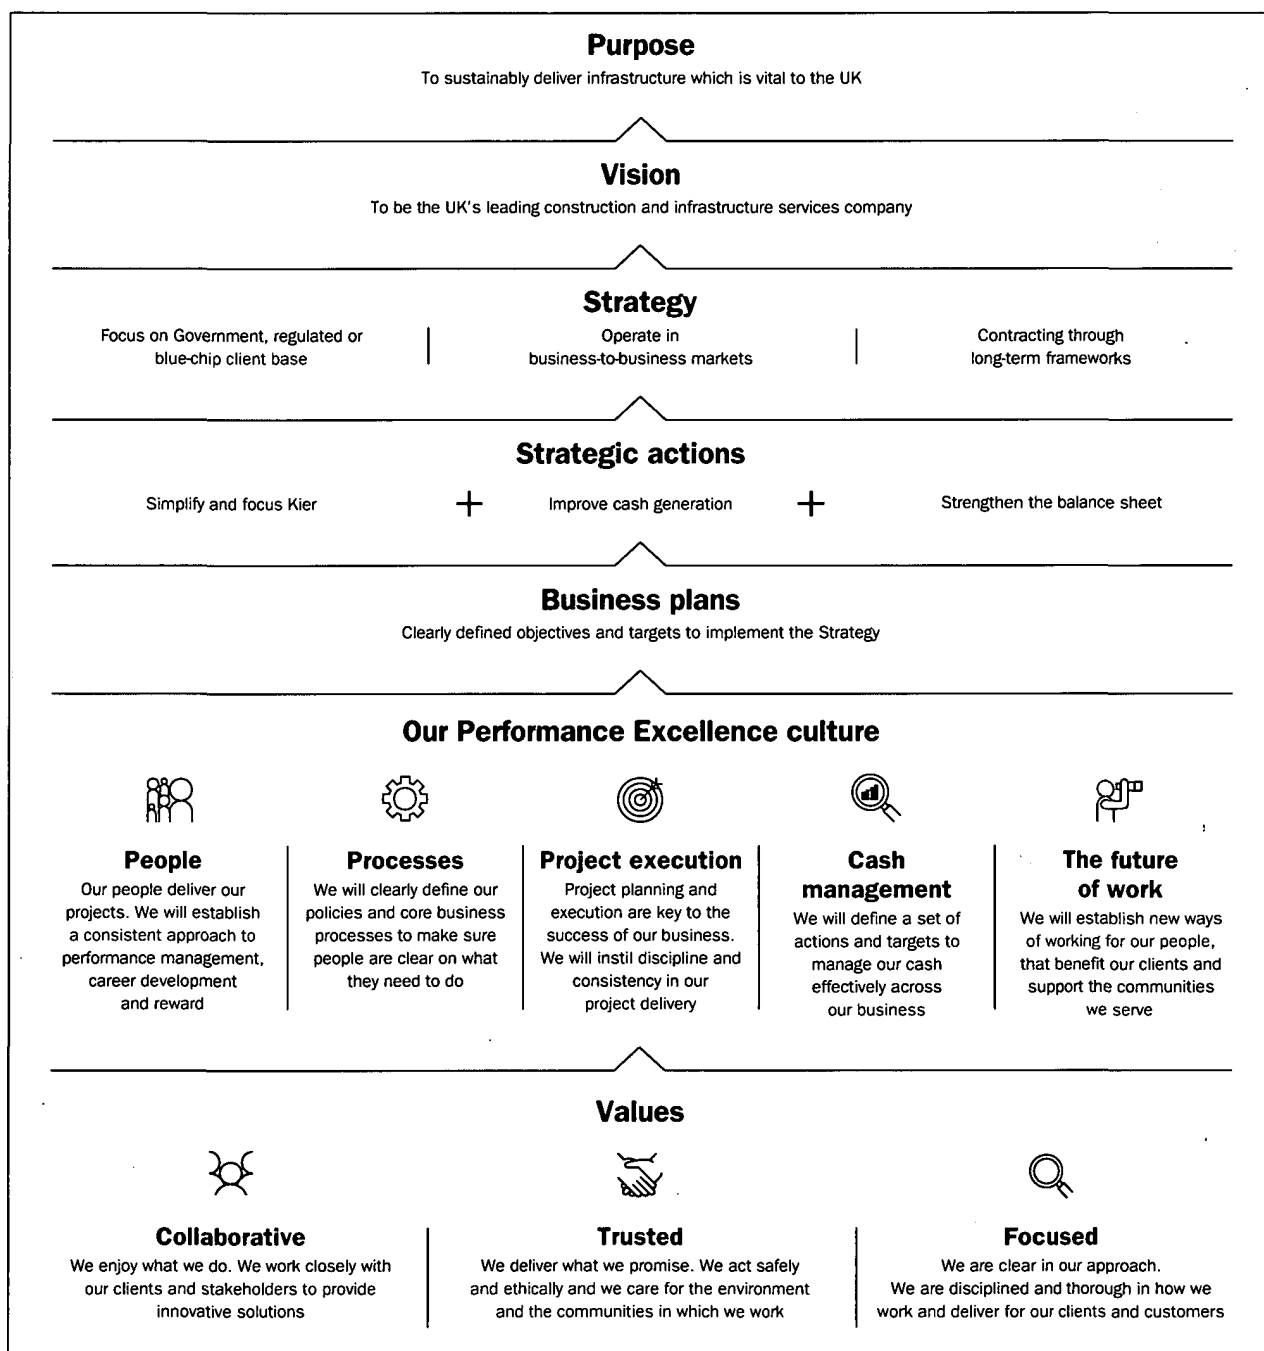 Purpose
To sustainably deliver infrastructure which is vital to the UK
Vision
To be the UK's leading construction and infrastructure services company
Strategy
Focus on Government, regulated or
blue-chip client base
Operate in
business-to-business markets
Contracting through
long-term frameworks
Strategic actions
Simplify and focus Kier
+
Improve cash generation
+
Strengthen the balance sheet
Business plans
Clearly defined objectives and targets to implement the Strategy
Our Performance Excellence culture
People
Our people deliver our
projects. We will establish
a consistent approach to
performance management,
career development
and reward
Processes
We will clearly define our
policies and core business
processes to make sure
people are clear on what
they need to do
Project execution
Project planning and
execution are key to the
success of our business.
We will instil discipline and
consistency in our
project delivery
Cash
management
We will define a set of
actions and targets to
manage our cash
effectively across
our business
The future
of work
We will establish new ways
of working for our people,
that benefit our clients and
support the communities
we serve
Values
Collaborative
We enjoy what we do. We work closely with
our clients and stakeholders to provide
innovative solutions
Trusted
We deliver what we promise. We act safely
and ethically and we care for the environment
and the communities in which we work
Focused
We are clear in our approach.
We are disciplined and thorough in how we
work and deliver for our clients and customers